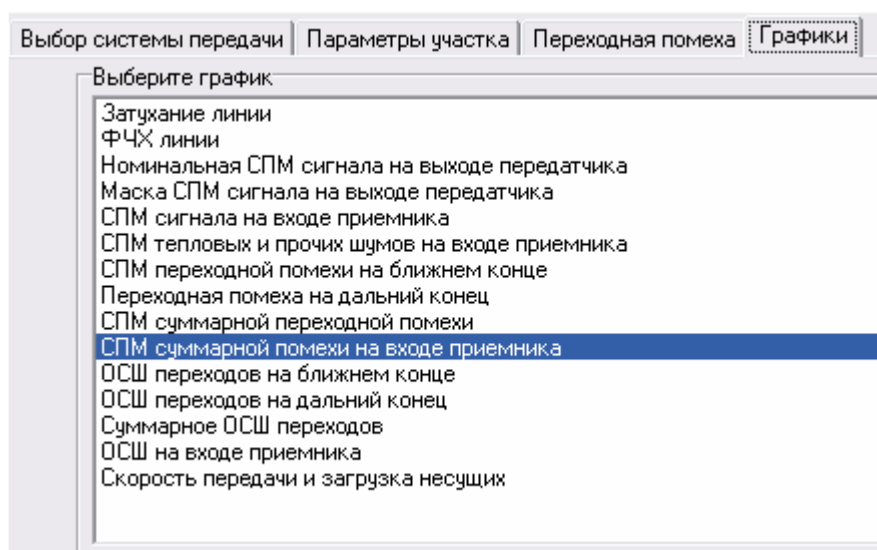 Выбор системы передачи Параметры участка Переходная помеха Графики
Выберите график
Затухание линии
ФЧХ линии
Номинальная СПМ сигнала на выходе передатчика
Маска СПМ сигнала на выходе передатчика
СПМ сигнала на входе приемника
СПМ тепловых и прочих шумов на входе приемника
СПМ переходной помехи на ближнем конце
Переходная помеха на дальний конец
СПМ суммарной переходной помехи
СПМ суммарной помехи на входе приемника
ОСШ переходов на ближнем конце
ОСШ переходов на дальний конец
Суммарное ОСШ переходов
ОСШ на входе приемника
Скорость передачи и загрузка несущих